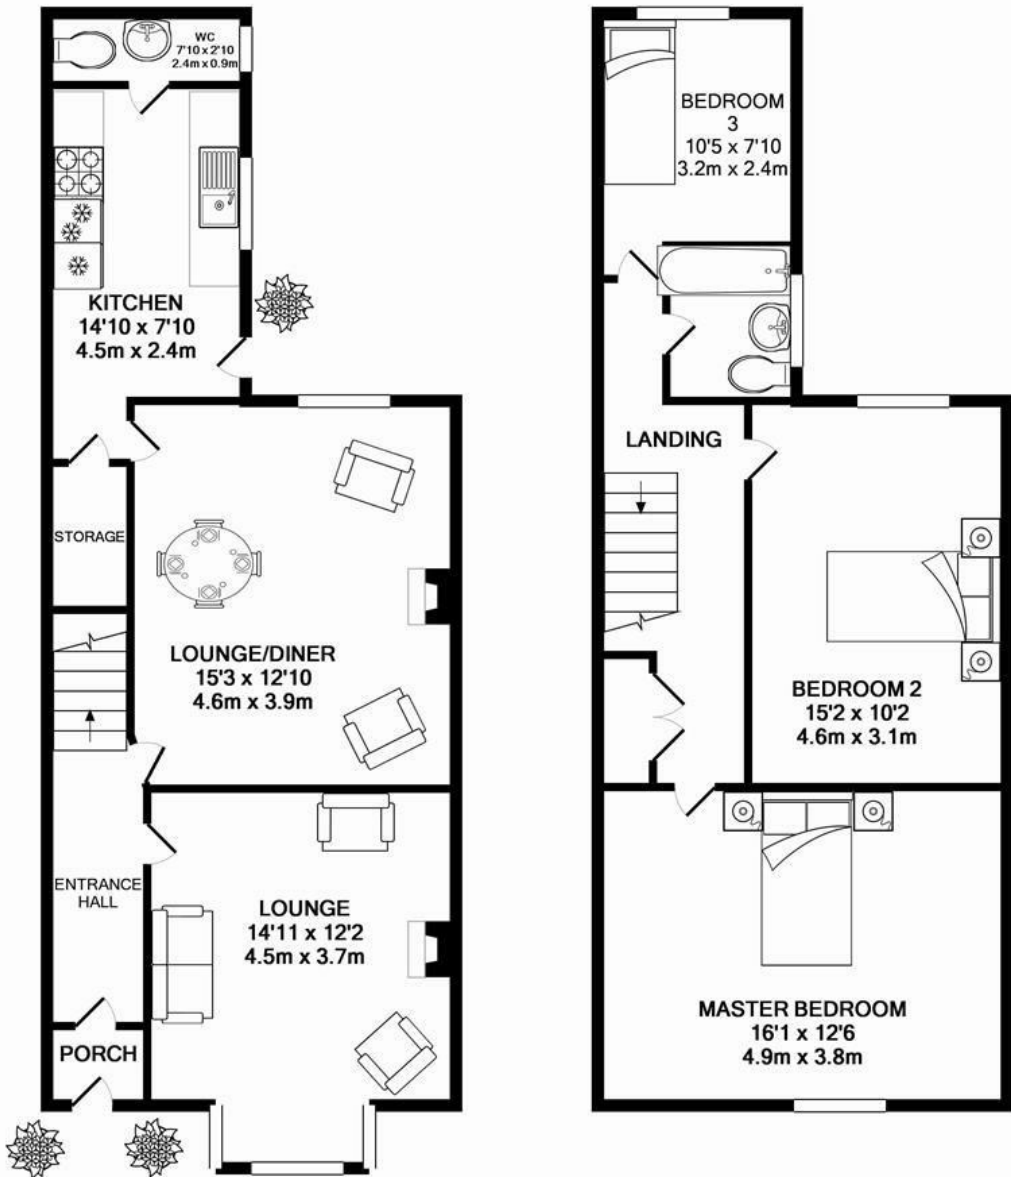 WC
7'10 x 2'10
2.4m x 0.9m
KITCHEN
14'10 x 7'10
4.5m x 2.4m
STORAGE
LOUNGE/DINER
15'3 x 12'10
4.6m x 3.9m
ENTRANCE
HALL
LOUNGE
14'11 x 12'2
4.5m x 3.7m
PORCH
BEDROOM
3
10'5 x 7'10
3.2m x 2.4m
LANDING
BEDROOM 2
15'2 x 10'2
4.6m x 3.1m
MASTER BEDROOM
16'1 x 12'6
4.9m x 3.8m